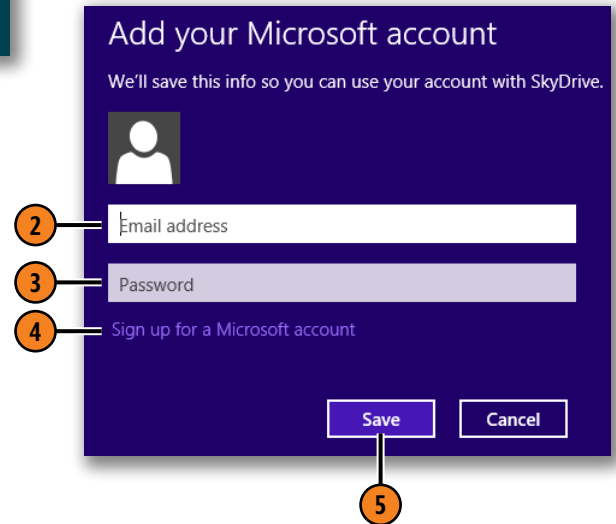 Add your Microsoft account
We'll save this info so you can use your account with SkyDrive.
2 Email address
3 Password
4 Sign up for a Microsoft account
Save Cancel
5